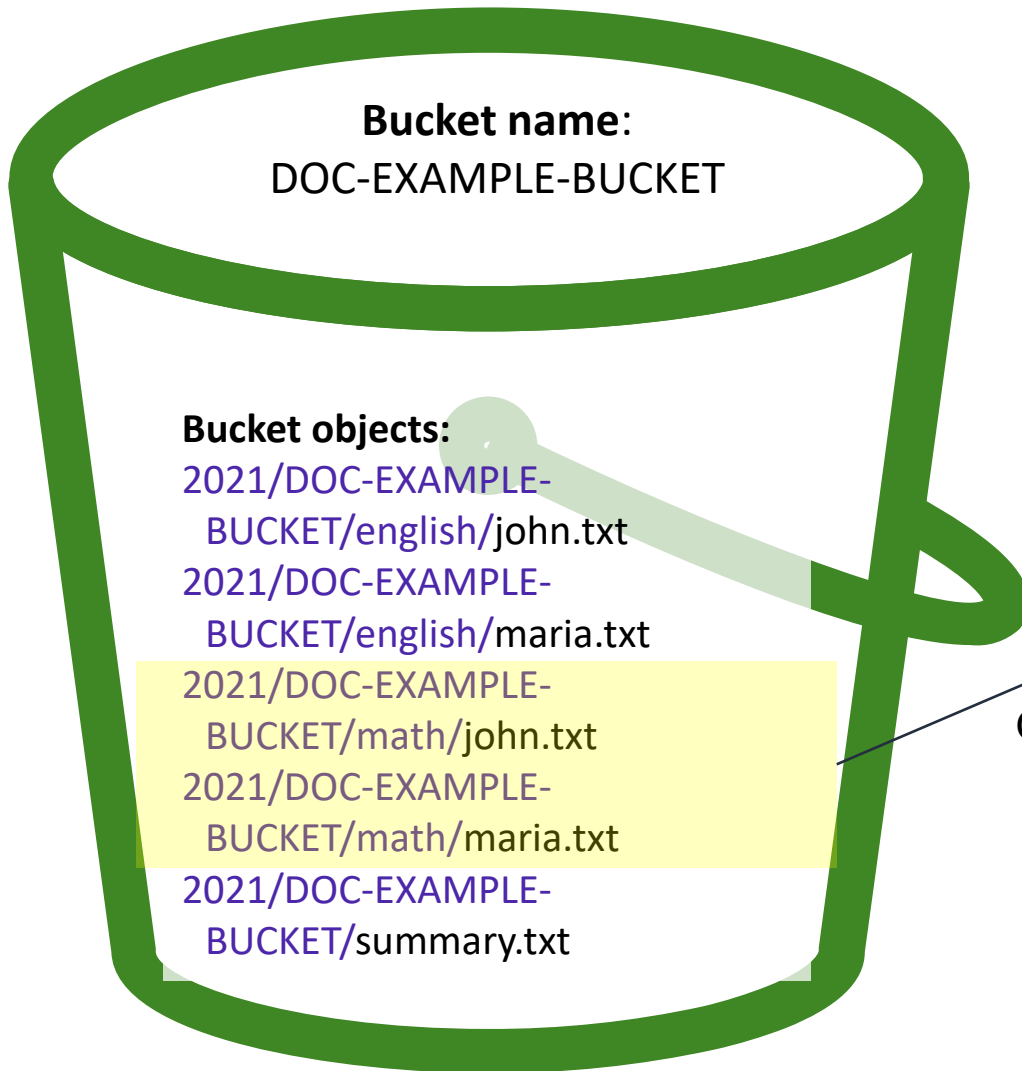 Bucket name:
DOC-EXAMPLE-BUCKET
Bucket objects:
2021/DOC-EXAMPLE-
BUCKET/english/john.txt
2021/DOC-EXAMPLE-
BUCKET/english/maria.txt
2021/DOC-EXAMPLE-
BUCKET/math/john.txt
2021/DOC-EXAMPLE-
BUCKET/math/maria.txt
2021/DOC-EXAMPLE-
BUCKET/summary.txt